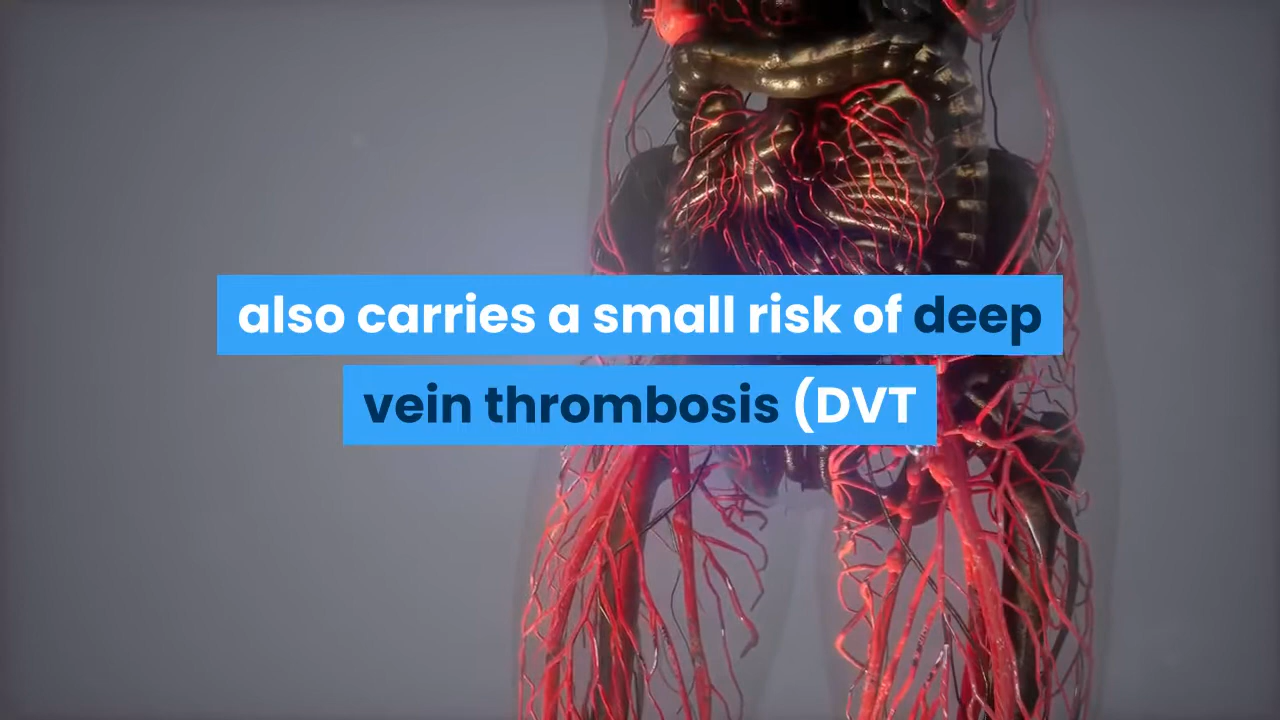 also carries a small risk of deep
vein thrombosis (DVT